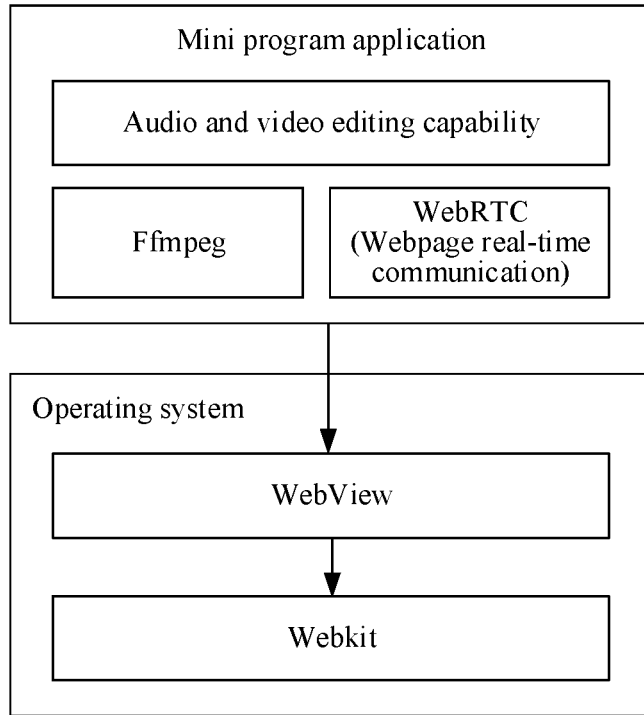 Mini program application
Audio and video editing capability
Ffmpeg
WebRTC
(Webpage real-time
communication)
Operating system
WebView
Webkit